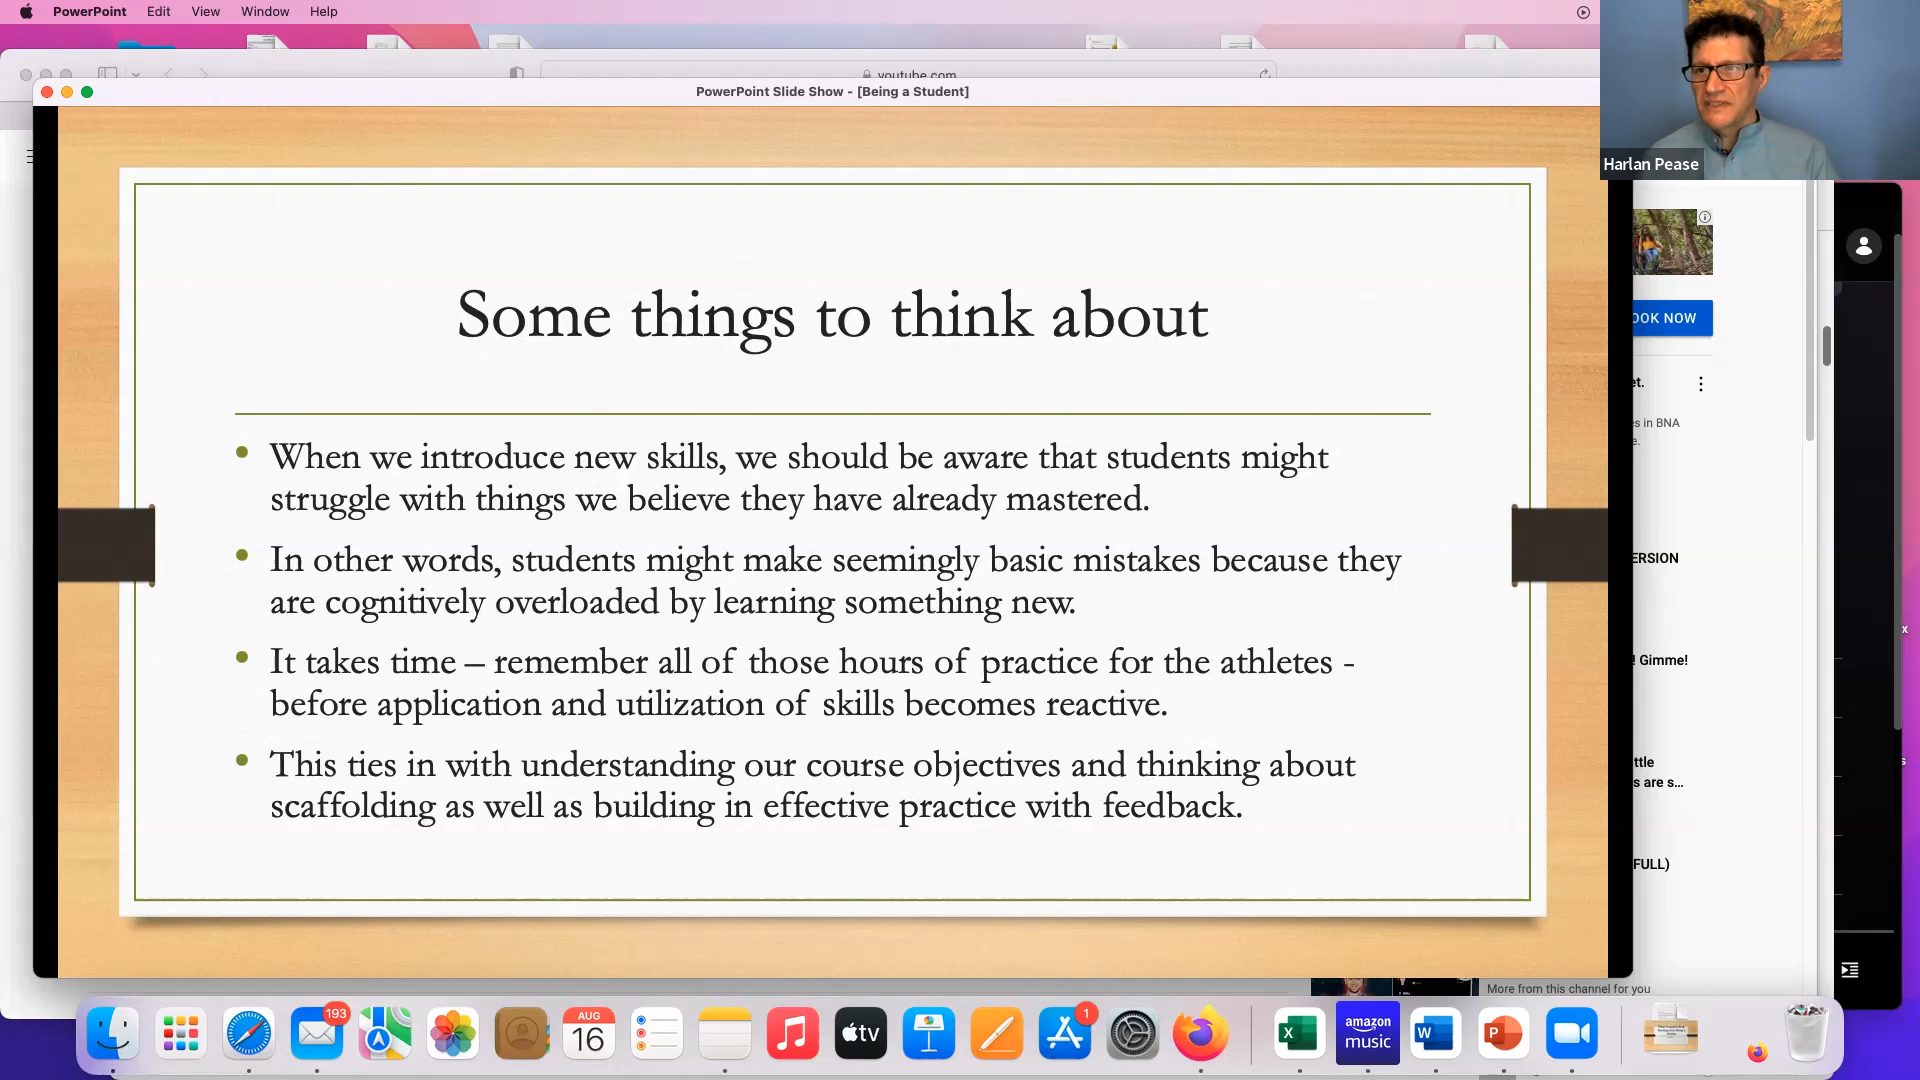 PowerPoint Edit View Window Help
youtube.com
PowerPoint Slide Show - [Being a Student]
Harlan Pease
Some things to think about
When we introduce new skills, we should be aware that students might
struggle with things we believe they have already mastered.
In other words, students might make seemingly basic mistakes because they
are cognitively overloaded by learning something new.
It takes time – remember all of those hours of practice for the athletes -
before application and utilization of skills becomes reactive.
This ties in with understanding our course objectives and thinking about
scaffolding as well as building in effective practice with feedback.
OOK NOW
et.
es in BNA
e.
ERSION
x
! Gimme!
ttle
s
s are s...
FULL)
More from this channel for you
193
AUG
16
tv
1
X
amazon
music
W
P